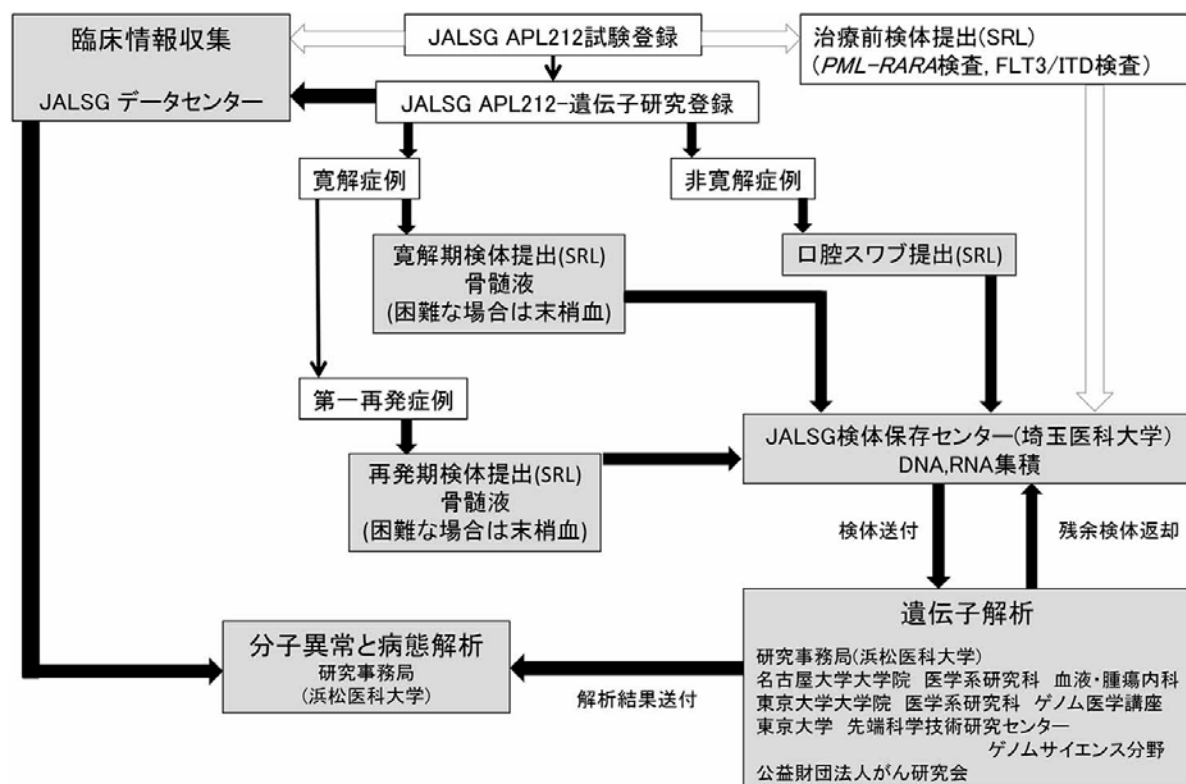 臨床情報収集
JALSG データセンター
JALSG APL212試験登録
治療前検体提出(SRL)
(PML-RARA検査, FLT3/ITD検査)
JALSG APL212-遺伝子研究登録
寛解症例
非寛解症例
寛解期検体提出(SRL)
骨髄液
(困難な場合は末梢血)
口腔スワブ提出(SRL)
第一再発症例
再発期検体提出(SRL)
骨髄液
(困難な場合は末梢血)
JALSG検体保存センター(埼玉医科大学)
DNA,RNA集積
検体送付
残余検体返却
遺伝子解析
研究事務局(浜松医科大学)
名古屋大学大学院 医学系研究科 血液・腫瘍内科
東京大学大学院 医学系研究科 ゲノム医学講座
東京大学 先端科学技術研究センター
ゲノムサイエンス分野
公益財団法人がん研究会
解析結果送付
分子異常と病態解析
研究事務局
(浜松医科大学)